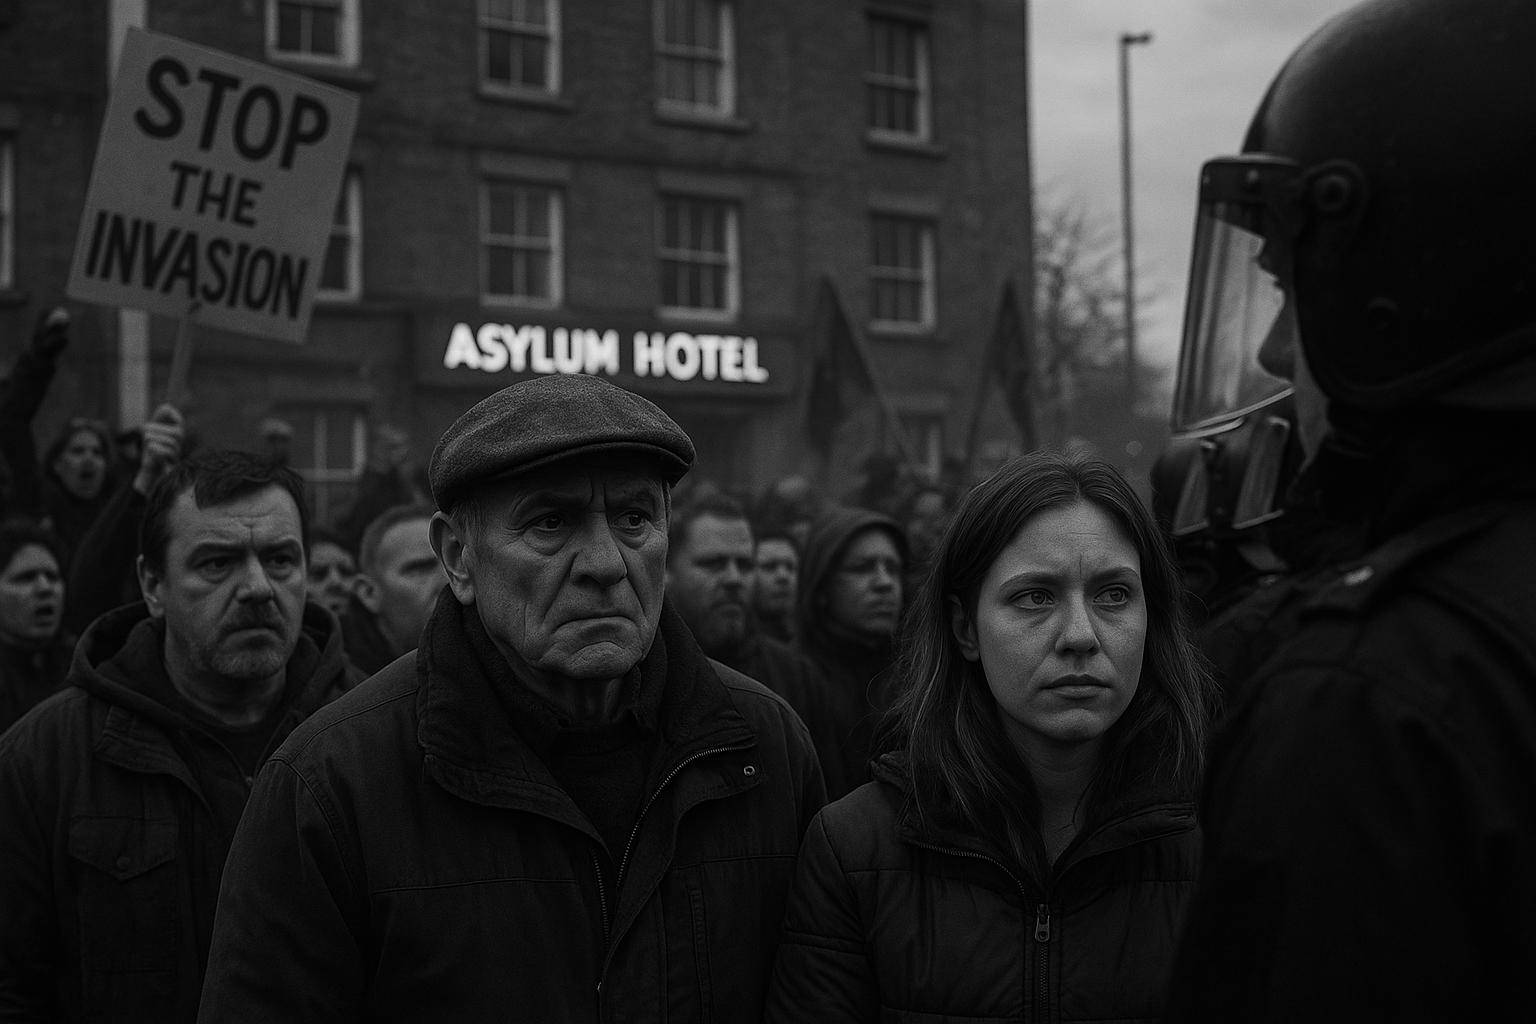 STOP
THE
INVASION
ASYLUM HOTEL